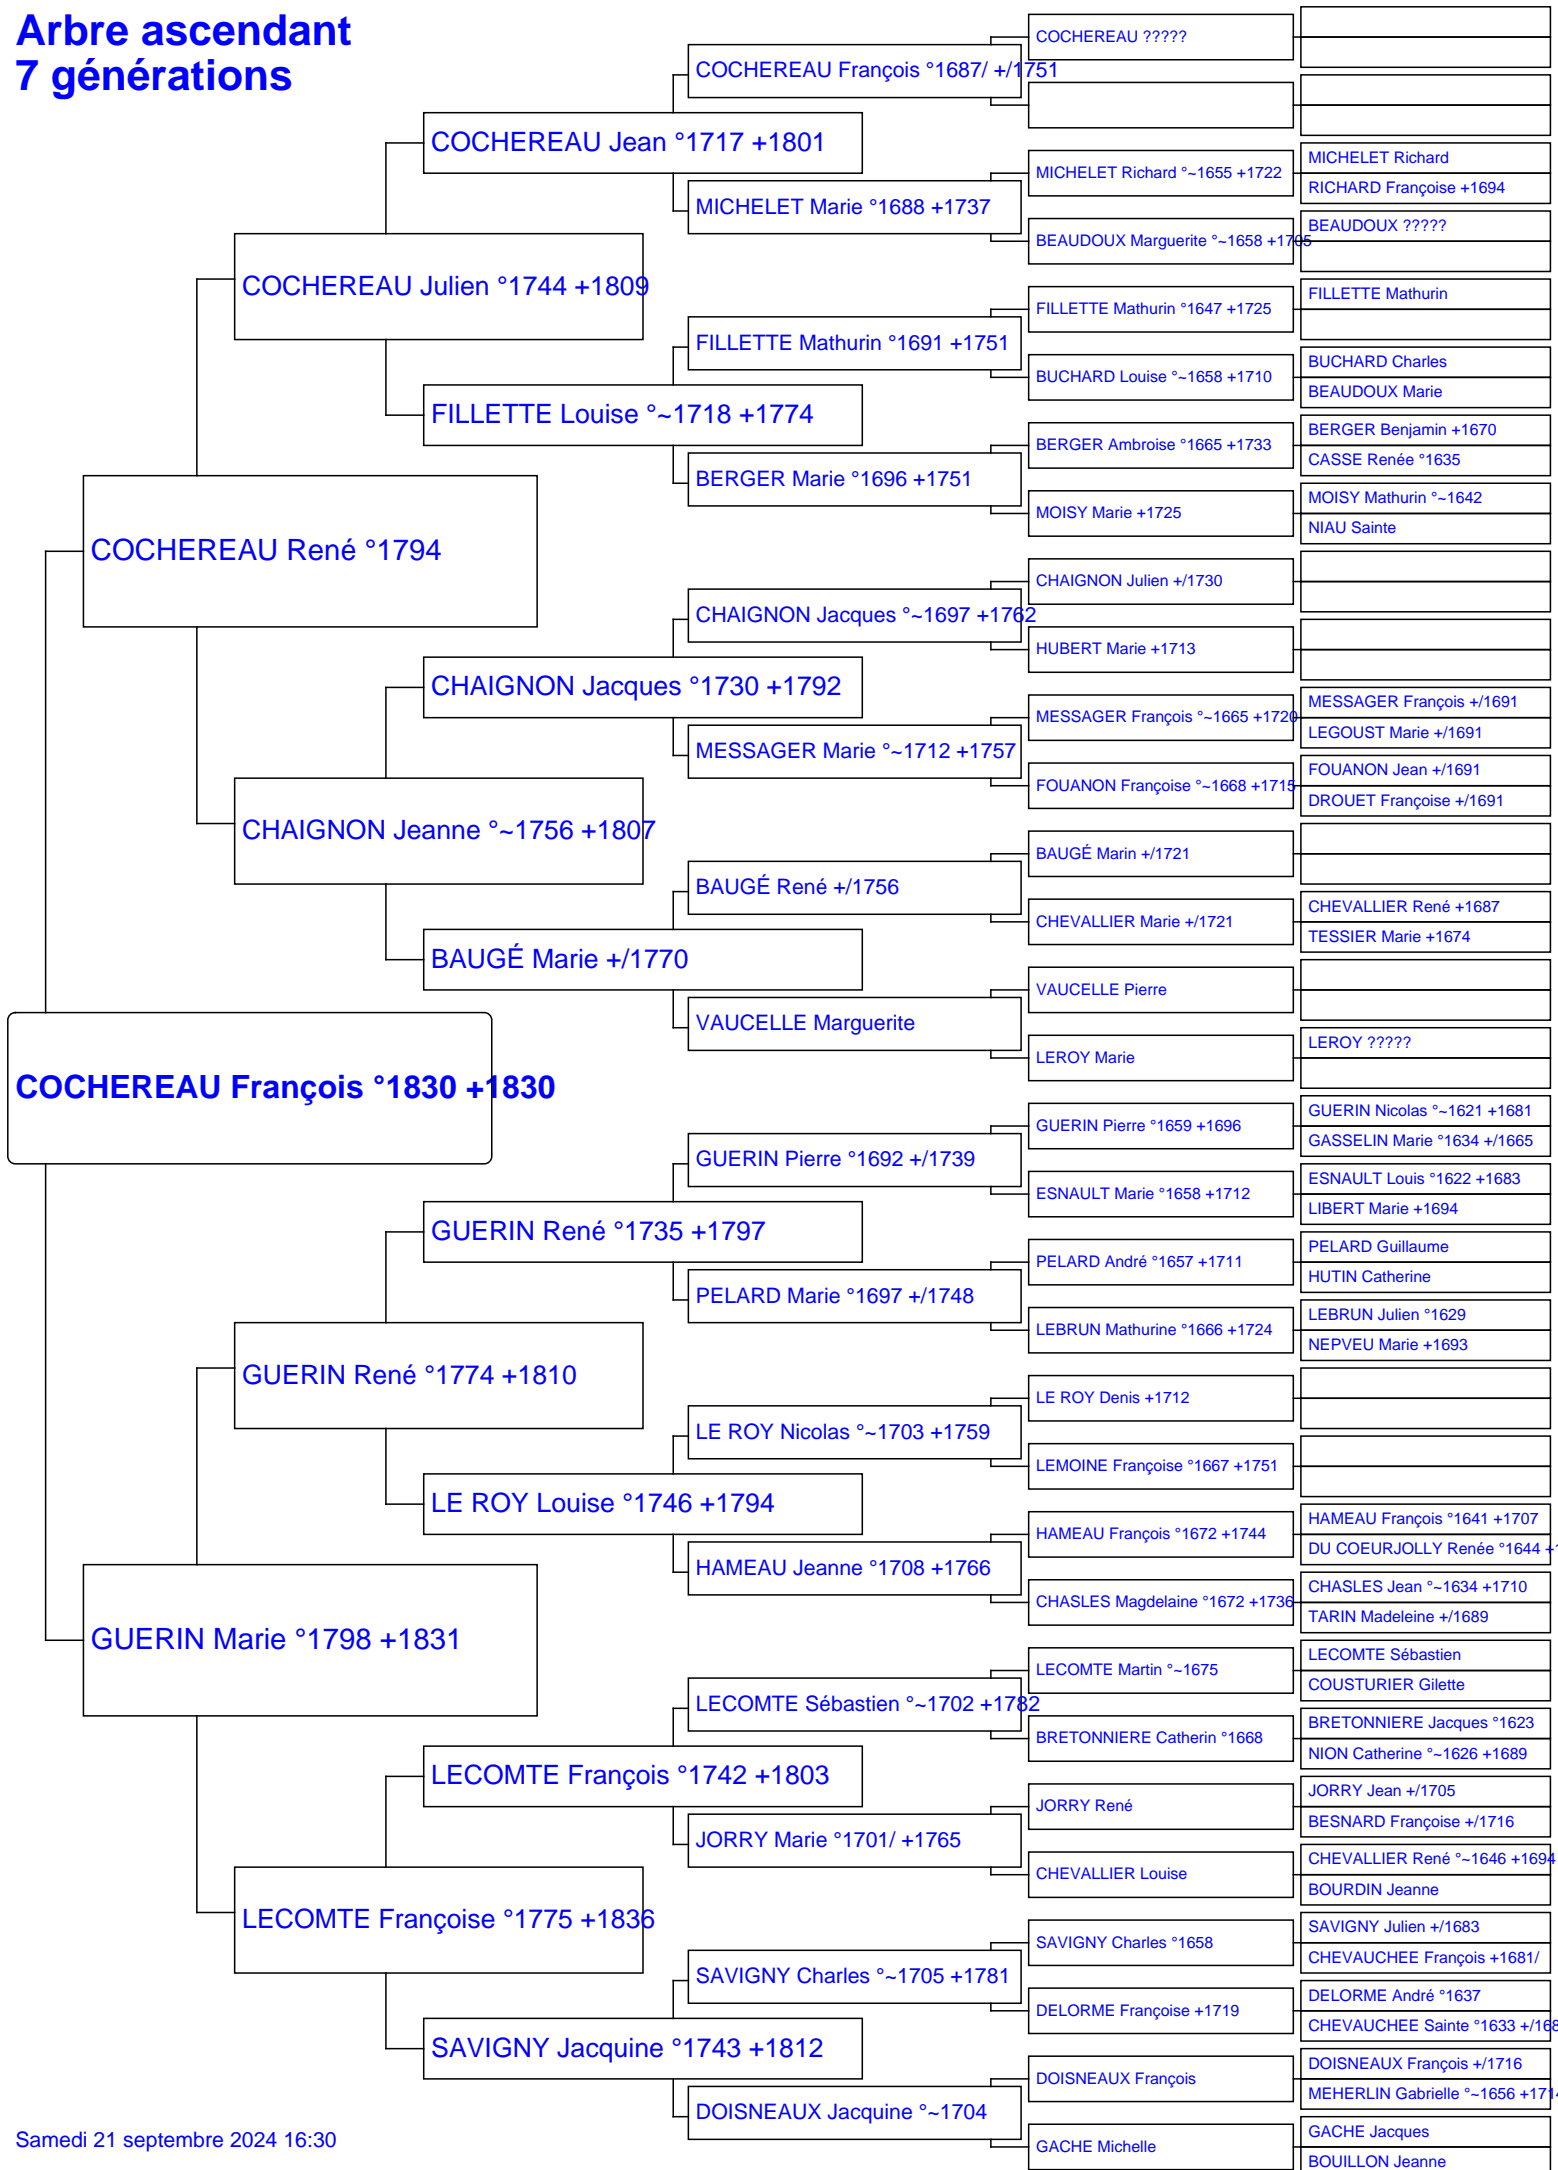 Arbre ascendant
7 générations
COCHEREAU François °1830 +1830
COCHEREAU René °1794
GUERIN Marie °1798 +1831
COCHEREAU Julien °1744 +1809
CHAIGNON Jeanne °~1756 +1807
GUERIN René °1774 +1810
LECOMTE Françoise °1775 +1836
COCHEREAU Jean °1717 +1801
FILLETTE Louise °~1718 +1774
CHAIGNON Jacques °1730 +1792
BAUGÉ Marie +/1770
GUERIN René °1735 +1797
LE ROY Louise °1746 +1794
LECOMTE François °1742 +1803
SAVIGNY Jacquine °1743 +1812
COCHEREAU François °1687/ +/1751
MICHELET Marie °1688 +1737
FILLETTE Mathurin °1691 +1751
BERGER Marie °1696 +1751
CHAIGNON Jacques °~1697 +1762
MESSAGER Marie °~1712 +1757
BAUGÉ René +/1756
VAUCELLE Marguerite
GUERIN Pierre °1692 +/1739
PELARD Marie °1697 +/1748
LE ROY Nicolas °~1703 +1759
HAMEAU Jeanne °1708 +1766
LECOMTE Sébastien °~1702 +1782
JORRY Marie °1701/ +1765
SAVIGNY Charles °~1705 +1781
DOISNEAUX Jacquine °~1704
COCHEREAU ?????
MICHELET Richard °~1655 +1722
BEAUDOUX Marguerite °~1658 +1705
FILLETTE Mathurin °1647 +1725
BUCHARD Louise °~1658 +1710
BERGER Ambroise °1665 +1733
MOISY Marie +1725
CHAIGNON Julien +/1730
HUBERT Marie +1713
MESSAGER François °~1665 +1720
FOUANON Françoise °~1668 +1715
BAUGÉ Marin +/1721
CHEVALLIER Marie +/1721
VAUCELLE Pierre
LEROY Marie
GUERIN Pierre °1659 +1696
ESNAULT Marie °1658 +1712
PELARD André °1657 +1711
LEBRUN Mathurine °1666 +1724
LE ROY Denis +1712
LEMOINE Françoise °1667 +1751
HAMEAU François °1672 +1744
CHASLES Magdelaine °1672 +1736
LECOMTE Martin °~1675
BRETONNIERE Catherin °1668
JORRY René
CHEVALLIER Louise
SAVIGNY Charles °1658
DELORME Françoise +1719
DOISNEAUX François
GACHE Michelle
MICHELET Richard
RICHARD Françoise +1694
BEAUDOUX ?????
FILLETTE Mathurin
BUCHARD Charles
BEAUDOUX Marie
BERGER Benjamin +1670
CASSE Renée °1635
MOISY Mathurin °~1642
NIAU Sainte
MESSAGER François +/1691
LEGOUST Marie +/1691
FOUANON Jean +/1691
DROUET Françoise +/1691
CHEVALLIER René +1687
TESSIER Marie +1674
LEROY ?????
GUERIN Nicolas °~1621 +1681
GASSELIN Marie °1634 +/1665
ESNAULT Louis °1622 +1683
LIBERT Marie +1694
PELARD Guillaume
HUTIN Catherine
LEBRUN Julien °1629
NEPVEU Marie +1693
HAMEAU François °1641 +1707
DU COEURJOLLY Renée °1644
CHASLES Jean °~1634 +1710
TARIN Madeleine +/1689
LECOMTE Sébastien
COUSTURIER Gilette
BRETONNIERE Jacques °1623
NION Catherine °~1626 +1689
JORRY Jean +/1705
BESNARD Françoise +/1716
CHEVALLIER René °~1646 +1694
BOURDIN Jeanne
SAVIGNY Julien +/1683
CHEVAUCHEE François +1681/
DELORME André °1637
CHEVAUCHEE Sainte °1633
DOISNEAUX François +/1716
MEHERLIN Gabrielle °~1656 +1714
GACHE Jacques
BOUILLON Jeanne
Samedi 21 septembre 2024 16:30